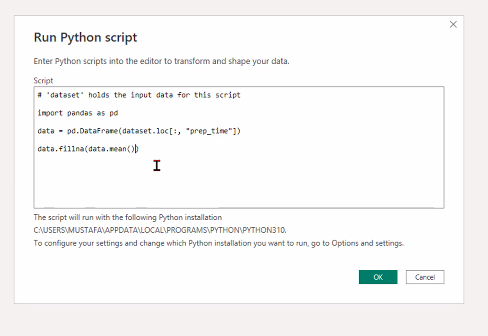 Run Python script
Enter Python scripts into the editor to transform and shape your data.
Script
# 'dataset' holds the input data for this script
import pandas as pd
data = pd.DataFrame(dataset.loc[:, "prep_time"])
data.fillna(data.mean())
The script will run with the following Python installation
C:\USERS\MUSTAFA\APPDATA\LOCAL\PROGRAMS\PYTHON\PYTHON310.
To configure your settings and change which Python installation you want to run, go to Options and settings.
OK
Cancel